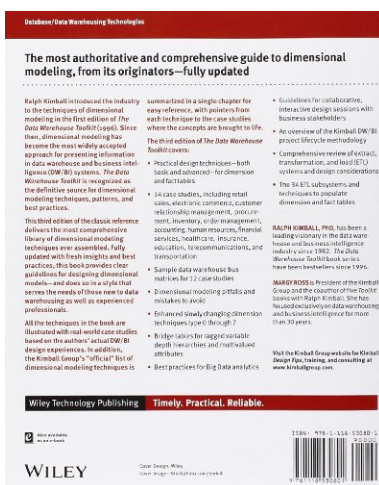 Database/Data Warehousing Technologies
The most authoritative and comprehensive guide to dimensional
modeling, from its originators—fully updated
Ralph Kimball introduced the industry
to the techniques of dimensional
modeling in the first edition of The
Data Warehouse Toolkit (1996). Since
then, dimensional modeling has
become the most widely accepted
approach for presenting information
in data warehouse and business intel-
ligence (DW/BI) systems. The Data
Warehouse Toolkit is recognized as
the definitive source for dimensional
modeling techniques, patterns, and
best practices.
This third edition of the classic reference
delivers the most comprehensive
library of dimensional modeling
techniques ever assembled. Fully
updated with fresh insights and best
practices, this book provides clear
guidelines for designing dimensional
models—and does so in a style that
serves the needs of those new to data
warehousing as well as experienced
professionals.
All the techniques in the book are
illustrated with real-world case studies
based on the authors' actual DW/BI
design experiences. In addition,
the Kimball Group's "official" list of
dimensional modeling techniques is
summarized in a single chapter for
easy reference, with pointers from
each technique to the case studies
where the concepts are brought to life.
The third edition of The Data Warehouse
Toolkit covers:
• Practical design techniques—both
basic and advanced—for dimension
and fact tables
• 14 case studies, including retail
sales, electronic commerce, customer
relationship management, procure-
ment, inventory, order management,
accounting, human resources, financial
services, healthcare, insurance,
education, telecommunications, and
transportation
• Sample data warehouse bus
matrices for 12 case studies
• Dimensional modeling pitfalls and
mistakes to avoid
• Enhanced slowly changing dimension
techniques type 0 through 7
• Bridge tables for ragged variable
depth hierarchies and multivalued
attributes
• Best practices for Big Data analytics
• Guidelines for collaborative,
interactive design sessions with
business stakeholders
• An overview of the Kimball DW/BI
project lifecycle methodology
• Comprehensive review of extract,
transformation, and load (ETL)
systems and design considerations
• The 34 ETL subsystems and
techniques to populate
dimension and fact tables
RALPH KIMBALL, PhD, has been a
leading visionary in the data ware-
house and business intelligence
industry since 1982. The Data
Warehouse Toolkit book series
have been bestsellers since 1996.
MARGY ROSS is President of the Kimball
Group and the coauthor of five Toolkit
books with Ralph Kimball. She has
focused exclusively on data warehousing
and business intelligence for more
than 30 years.
Visit the Kimball Group website for Kimball
Design Tips, training, and consulting at
www.kimballgroup.com.
Wiley Technology Publishing
Timely. Practical. Reliable.
Also available
as an e-book
WILEY
Cover Design: Wiley
ISBN: 978-1-118-53080-1
90000
9 781118 530801